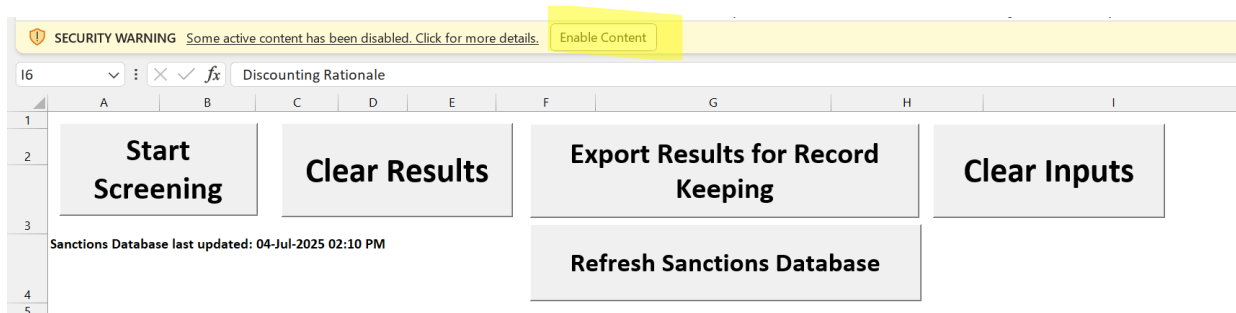 SECURITY WARNING Some active content has been disabled. Click for more details. Enable Content
I6 fx Discounting Rationale
A B C D E F G H I
1
2
3
4
5
Start
Screening
Clear Results
Export Results for Record
Keeping
Clear Inputs
Sanctions Database last updated: 04-Jul-2025 02:10 PM
Refresh Sanctions Database